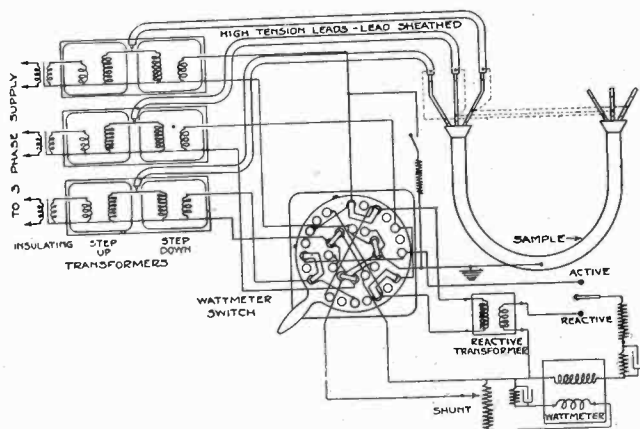 HIGH TENSION LEADS - LEAD SHEATHED
TO 3 PHASE SUPPLY
INSULATING
STEP
UP
STEP
DOWN
TRANSFORMERS
WATTMETER
SWITCH
SAMPLE
ACTIVE
REACTIVE
REACTIVE
TRANSFORMER
SHUNT
WATTMETER